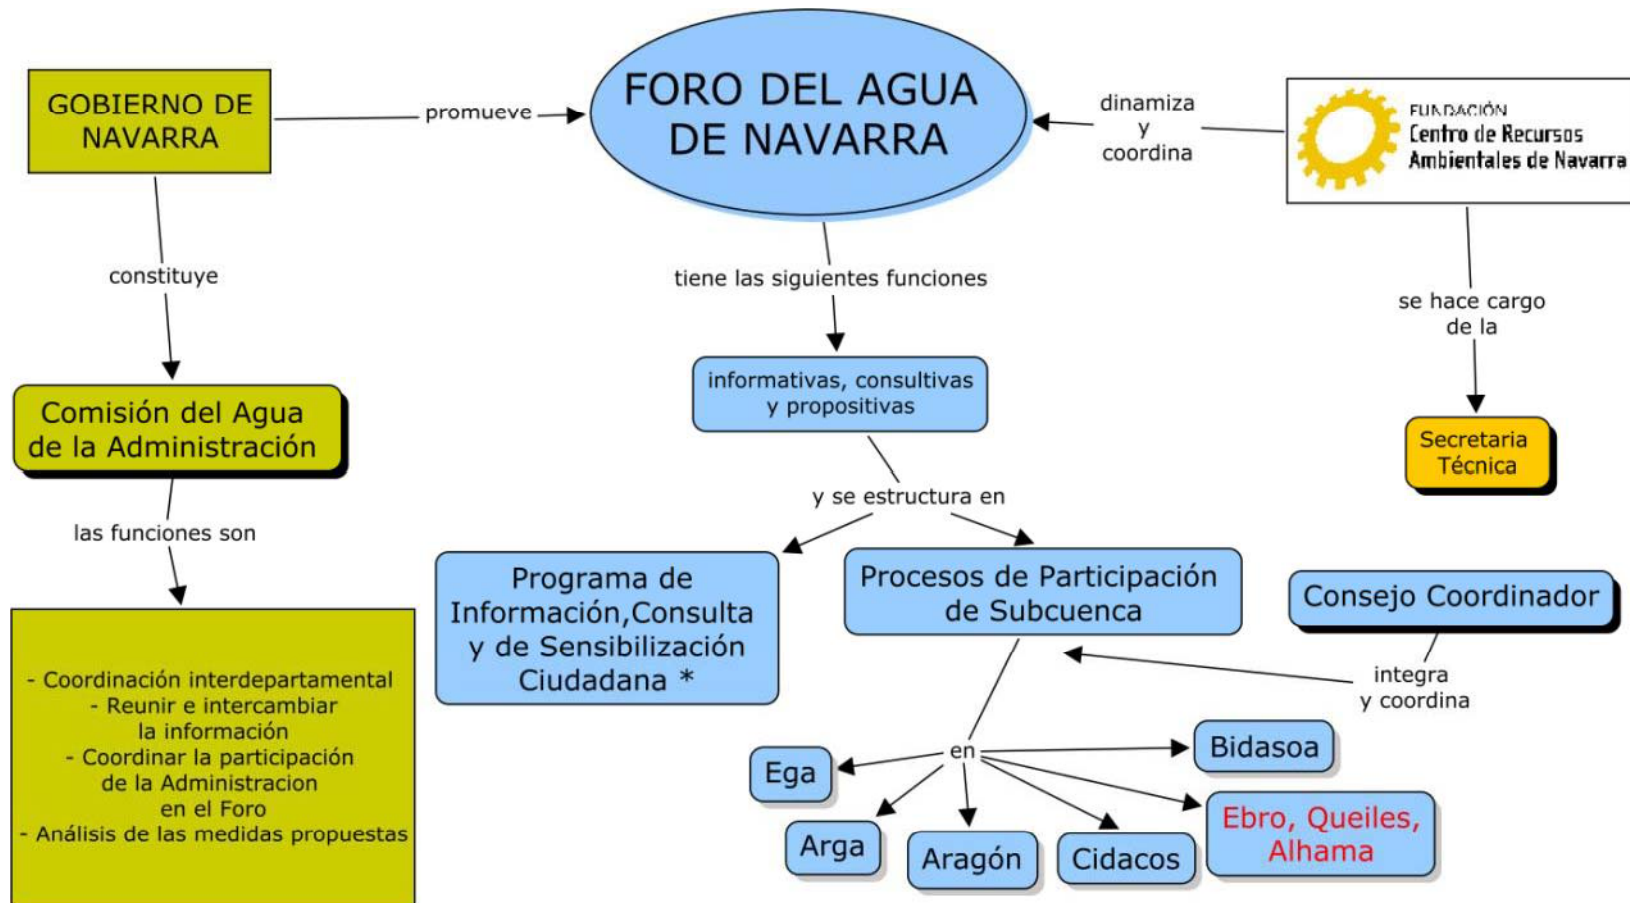 GOBIERNO DE
NAVARRA
promueve
FORO DEL AGUA
DE NAVARRA
dinamiza
y
coordina
FUNDACIÓN
Centro de Recursos
Ambientales de Navarra
constituye
tiene las siguientes funciones
se hace cargo
de la
Comisión del Agua
de la Administración
informativas, consultivas
y propositivas
Secretaria
Técnica
las funciones son
y se estructura en
Programa de
Información,Consulta
y de Sensibilización
Ciudadana *
Procesos de Participación
de Subcuenca
Consejo Coordinador
integra
y coordina
- Coordinación interdepartamental
- Reunir e intercambiar
la información
- Coordinar la participación
de la Administracion
en el Foro
- Análisis de las medidas propuestas
en
Ega
Arga
Aragón
Cidacos
Ebro, Queiles,
Alhama
Bidasoa